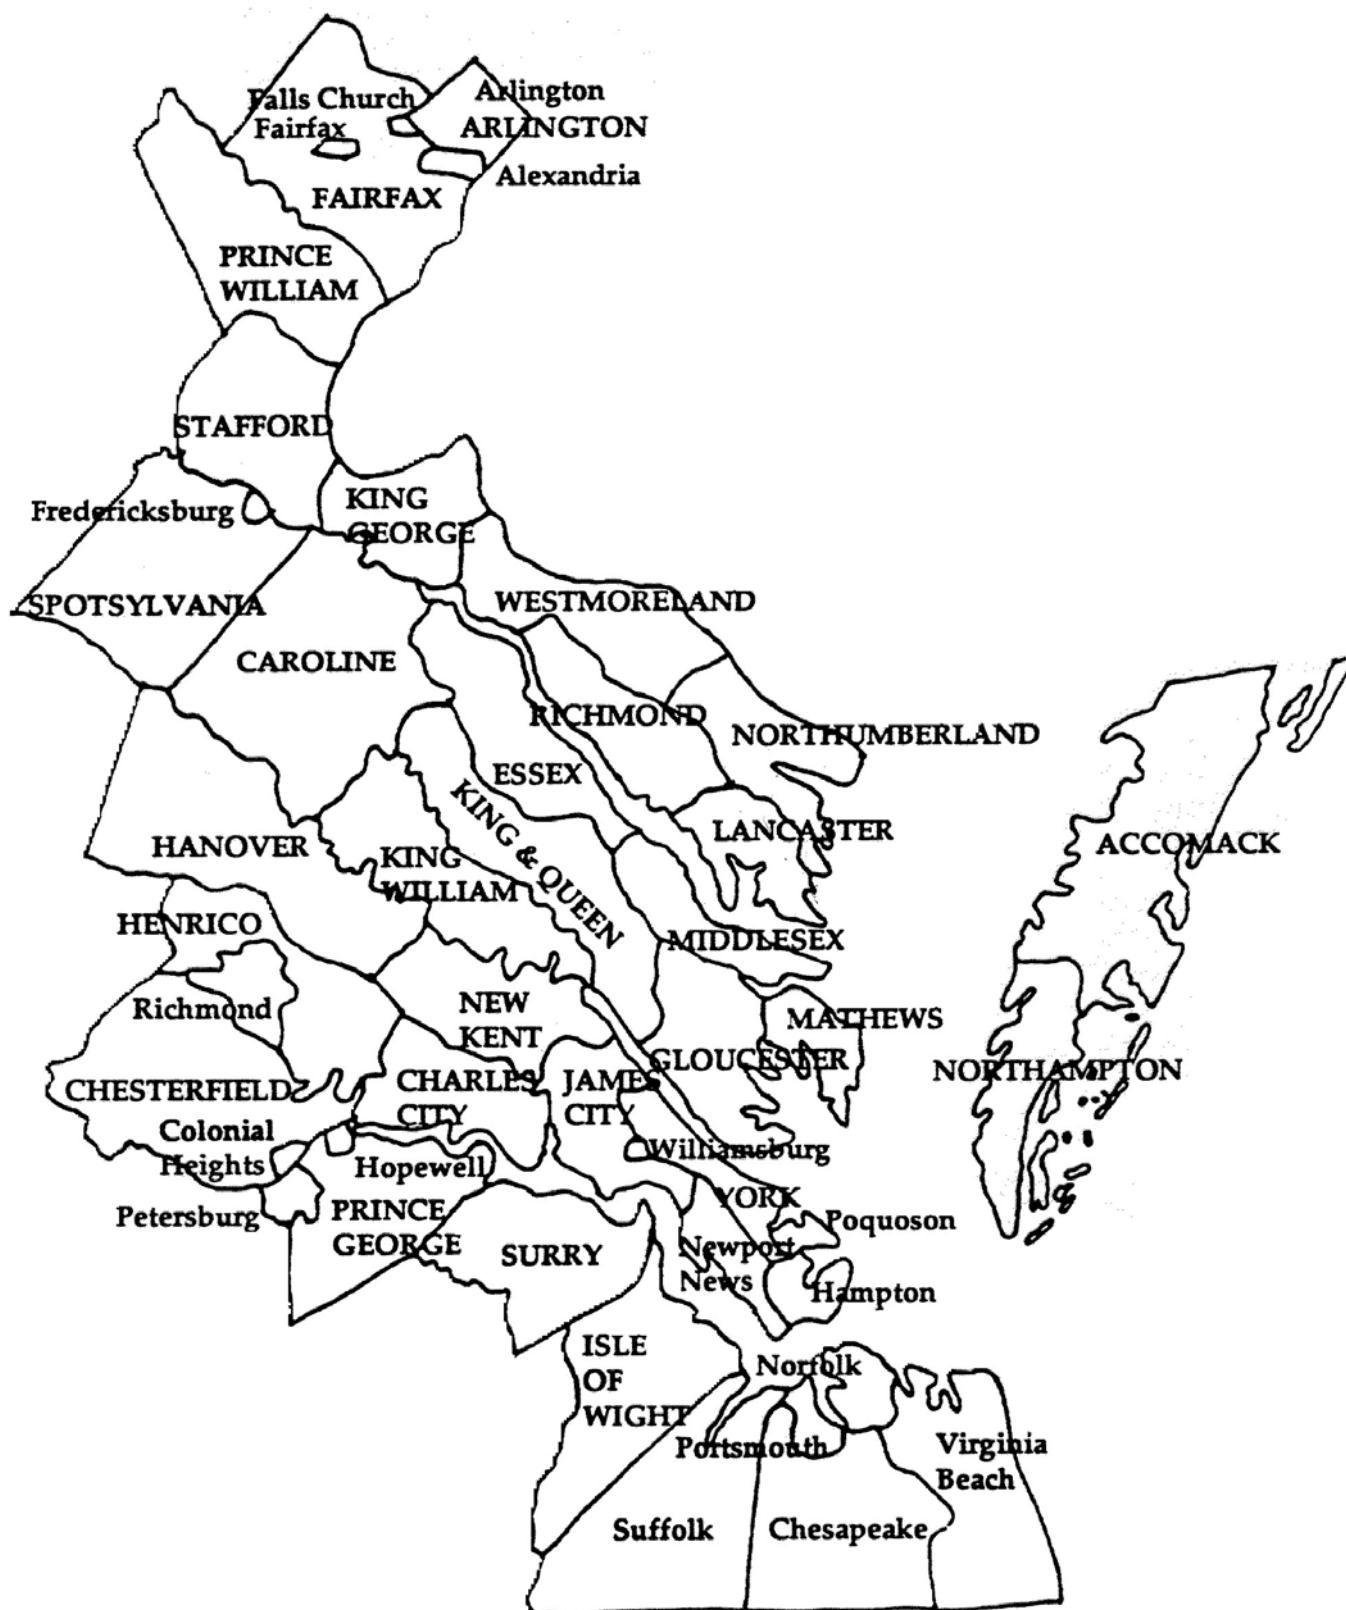 Falls Church
Arlington
Fairfax
ARLINGTON
Alexandria
FAIRFAX
PRINCE
WILLIAM
STAFFORD
KING
GEORGE
Fredericksburg
SPOTSYLVANIA
WESTMORELAND
CAROLINE
RICHMOND
NORTHUMBERLAND
ESSEX
KING & QUEEN
LANCASTER
ACCOMACK
HANOVER
KING
WILLIAM
HENRICO
MIDDLESEX
Richmond
NEW
KENT
MATHEWS
GLOUCESTER
NORTHAMPTON
CHESTERFIELD
CHARLES
CITY
JAMES
CITY
Colonial
Heights
Hopewell
Williamsburg
Petersburg
PRINCE
GEORGE
YORK
Poquoson
SURRY
Newport
News
Hampton
ISLE
OF
WIGHT
Norfolk
Portsmouth
Virginia
Beach
Suffolk
Chesapeake